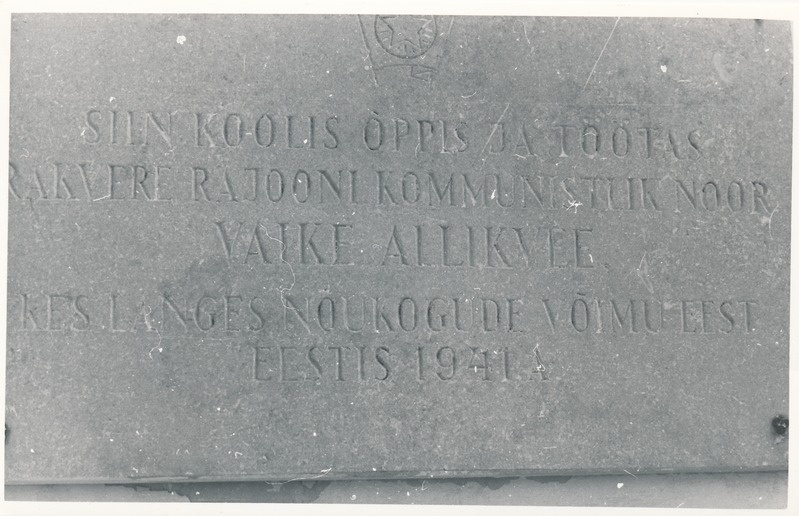 SIIN KOOLIS ÕPPIS JA TÖÖTAS
RAKVERE RAJOONI KOMMUNISTLIK NOOR
VAIKE ALLIKVEE,
KES LANGES NÕUKOGUDE VÕIMU EEST
EESTIS 1941 A